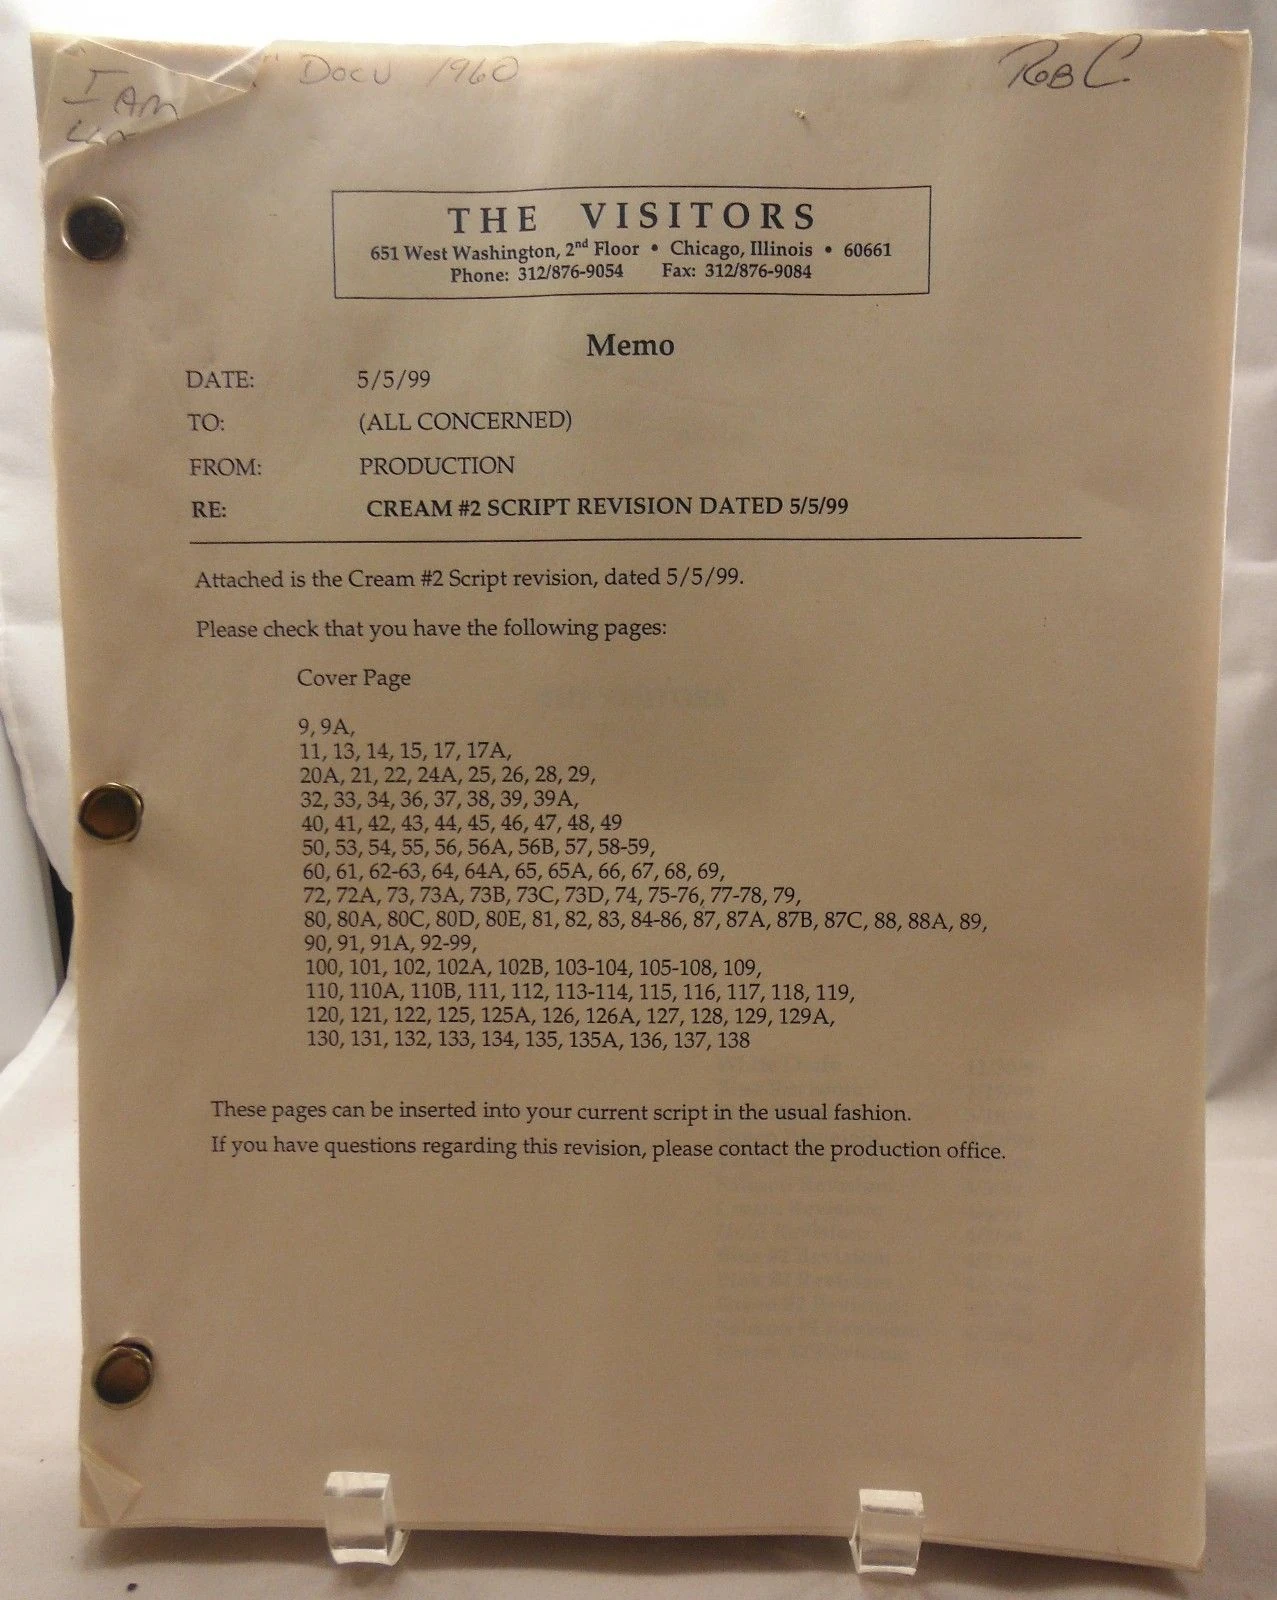 " Docu 1960
Rob C.
I AM
THE VISITORS
651 West Washington, 2nd Floor • Chicago, Illinois • 60661
Phone: 312/876-9054 Fax: 312/876-9084
Memo
DATE: 5/5/99
TO: (ALL CONCERNED)
FROM: PRODUCTION
RE: CREAM #2 SCRIPT REVISION DATED 5/5/99
Attached is the Cream #2 Script revision, dated 5/5/99.
Please check that you have the following pages:
Cover Page
9, 9A,
11, 13, 14, 15, 17, 17A,
20A, 21, 22, 24A, 25, 26, 28, 29,
32, 33, 34, 36, 37, 38, 39, 39A,
40, 41, 42, 43, 44, 45, 46, 47, 48, 49
50, 53, 54, 55, 56, 56A, 56B, 57, 58-59,
60, 61, 62-63, 64, 64A, 65, 65A, 66, 67, 68, 69,
72, 72A, 73, 73A, 73B, 73C, 73D, 74, 75-76, 77-78, 79,
80, 80A, 80C, 80D, 80E, 81, 82, 83, 84-86, 87, 87A, 87B, 87C, 88, 88A, 89,
90, 91, 91A, 92-99,
100, 101, 102, 102A, 102B, 103-104, 105-108, 109,
110, 110A, 110B, 111, 112, 113-114, 115, 116, 117, 118, 119,
120, 121, 122, 125, 125A, 126, 126A, 127, 128, 129, 129A,
130, 131, 132, 133, 134, 135, 135A, 136, 137, 138
These pages can be inserted into your current script in the usual fashion.
If you have questions regarding this revision, please contact the production office.